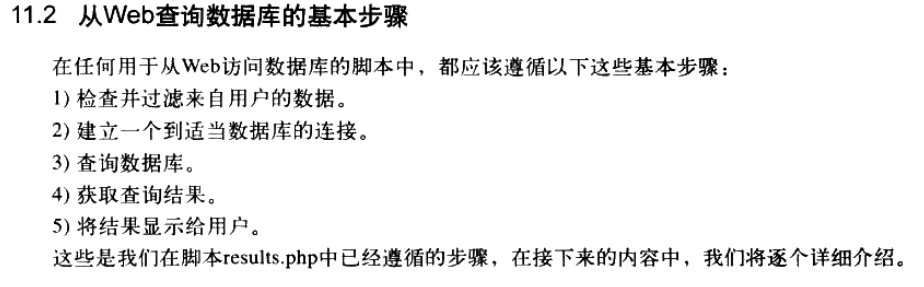 11.2 从Web查询数据库的基本步骤
在任何用于从Web访问数据库的脚本中，都应该遵循以下这些基本步骤：
1) 检查并过滤来自用户的数据。
2) 建立一个到适当数据库的连接。
3) 查询数据库。
4) 获取查询结果。
5) 将结果显示给用户。
这些是我们在脚本results.php中已经遵循的步骤，在接下来的内容中，我们将逐个详细介绍。